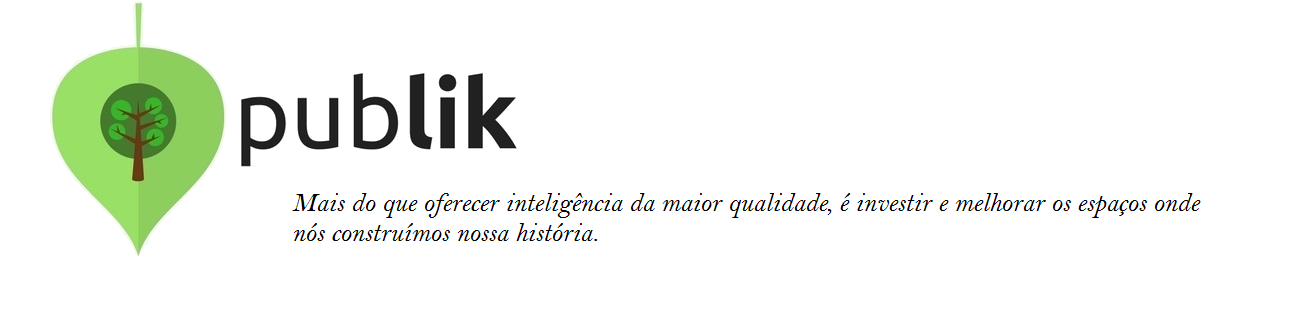 publik
Mais do que oferecer inteligência da maior qualidade, é investir e melhorar os espaços onde
nós construímos nossa história.